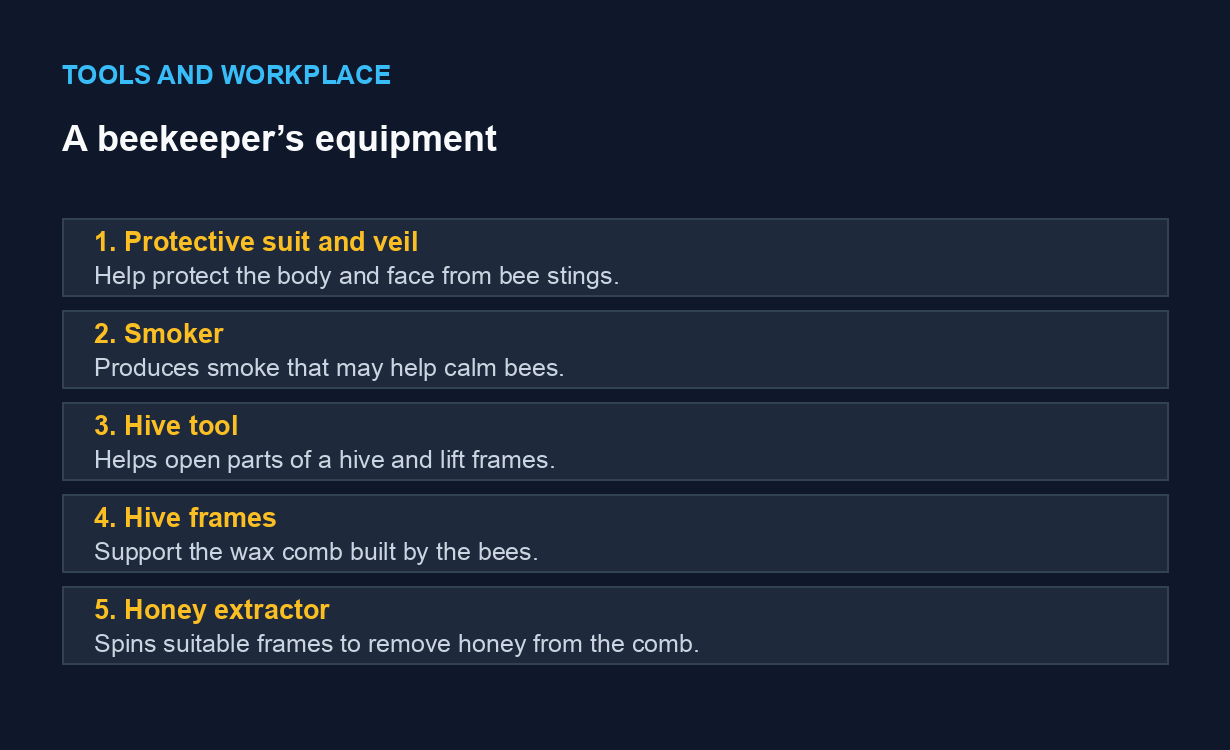 TOOLS AND WORKPLACE
A beekeeper’s equipment
1. Protective suit and veil
Help protect the body and face from bee stings.
2. Smoker
Produces smoke that may help calm bees.
3. Hive tool
Helps open parts of a hive and lift frames.
4. Hive frames
Support the wax comb built by the bees.
5. Honey extractor
Spins suitable frames to remove honey from the comb.